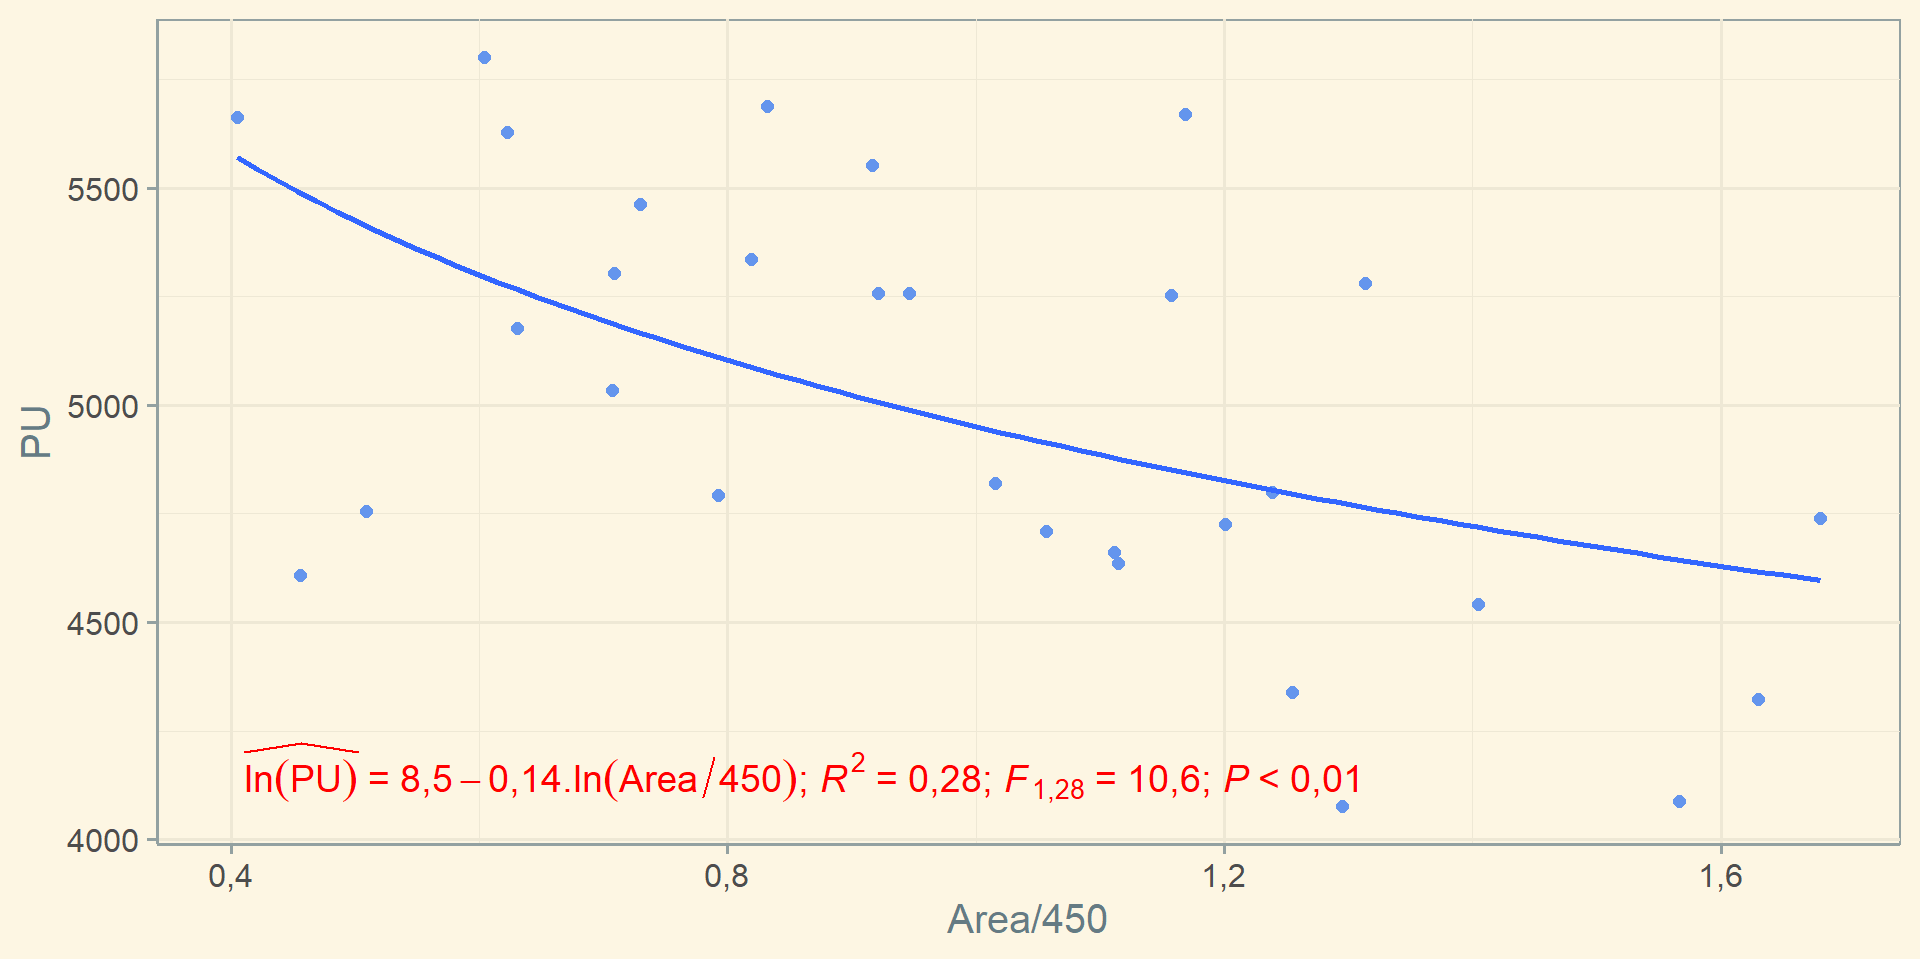 5500
5000
4500
4000
PU
ln(PU) = 8,5 – 0,14.ln(Area/450); R² = 0,28; F₁,₂₈ = 10,6; P < 0,01
0,4 0,8 1,2 1,6
Area/450